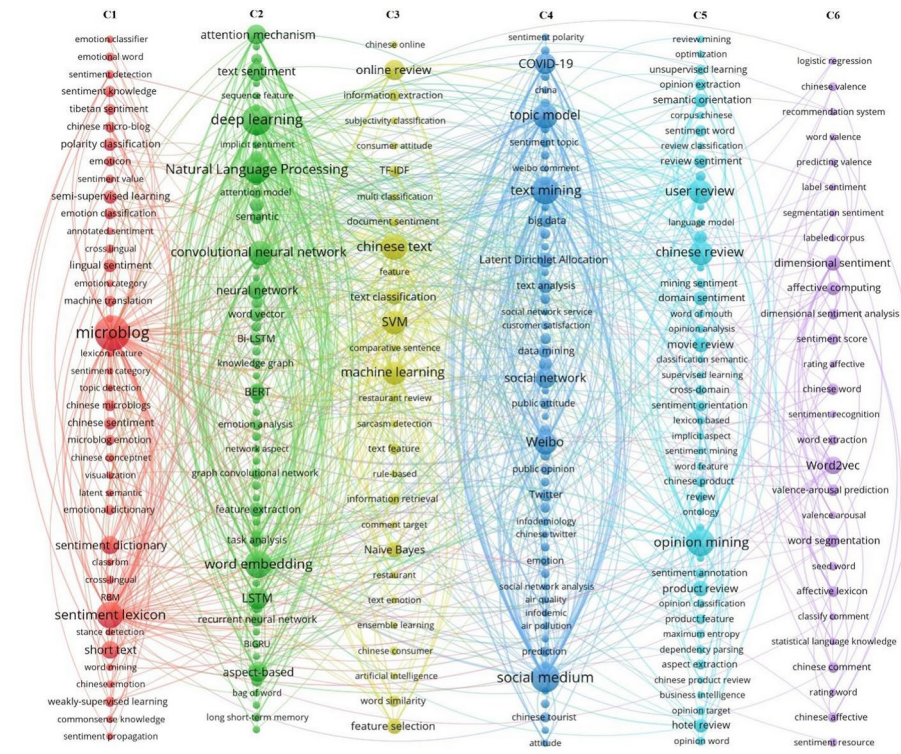 C1
emotion classifier
emotional word
sentiment detection
sentiment knowledge
tibetan sentiment
chinese micro-blog
polarity classification
emoticon
sentiment value
semi-supervised learning
emotion classification
annotated sentiment
cross lingual
lingual sentiment
emotion category
machine translation
microblog
lexicon feature
sentiment category
topic detection
chinese microblogs
chinese sentiment
microblog emotion
chinese conceptnet
visualization
latent semantic
emotional dictionary
sentiment dictionary
classrbm
cross-lingual
RBM
sentiment lexicon
stance detection
short text
word mining
chinese emotion
weakly-supervised learning
commonsense knowledge
sentiment propagation
C2
attention mechanism
text sentiment
sequence feature
deep learning
implicit sentiment
Natural Language Processing
attention model
semantic
convolutional neural network
neural network
word vector
Bi-LSTM
knowledge graph
BERT
emotion analysis
network aspect
graph convolutional network
feature extraction
task analysis
word embedding
LSTM
recurrent neural network
BiGRU
aspect-based
bag of word
long short-term memory
C3
chinese online
online review
information extraction
subjectivity classification
consumer attitude
TF-IDF
multi classification
document sentiment
chinese text
feature
text classification
SVM
comparative sentence
machine learning
restaurant review
sarcasm detection
text feature
rule-based
information retrieval
comment target
Naive Bayes
restaurant
text emotion
ensemble learning
chinese consumer
artificial intelligence
word similarity
feature selection
C4
sentiment polarity
COVID-19
china
topic model
sentiment topic
weibo comment
text mining
big data
Latent Dirichlet Allocation
text analysis
social network service
customer satisfaction
data mining
social network
public attitude
Weibo
public opinion
Twitter
infodemiology
chinese twitter
emotion
social network analysis
air quality
infodemic
air pollution
prediction
social medium
chinese tourist
attitude
C5
review mining
optimization
unsupervised learning
opinion extraction
semantic orientation
corpus chinese
sentiment word
review classification
review sentiment
user review
language model
chinese review
mining sentiment
domain sentiment
word of mouth
opinion analysis
movie review
classification semantic
supervised learning
cross-domain
sentiment orientation
lexicon based
implicit aspect
sentiment mining
word feature
chinese product
review
ontology
opinion mining
sentiment annotation
product review
opinion classification
product feature
maximum entropy
dependency parsing
aspect extraction
chinese product review
business intelligence
opinion target
hotel review
opinion word
C6
logistic regression
chinese valence
recommendation system
word valence
predicting valence
label sentiment
segmentation sentiment
labeled corpus
dimensional sentiment
affective computing
dimensional sentiment analysis
sentiment score
rating affective
chinese word
sentiment recognition
word extraction
Word2vec
valence-arousal prediction
valence arousal
word segmentation
seed word
affective lexicon
classify comment
statistical language knowledge
chinese comment
rating word
chinese affective
sentiment resource